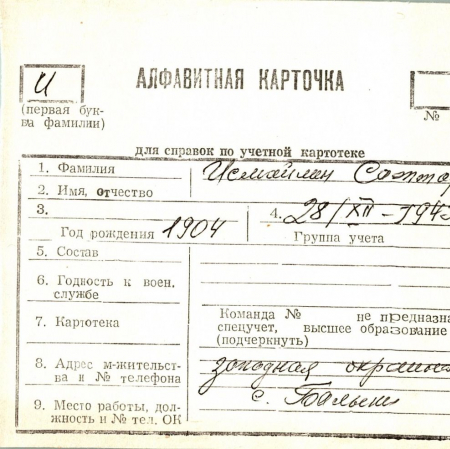 И
АЛФАВИТНАЯ КАРТОЧКА
(первая бук-
ва фамилии)
№
для справок по учетной картотеке
1. Фамилия
2. Имя, отчество
3.
Год рождения 1904
4. 28/XII-1943
Группа учета
5. Состав
6. Годность к воен.
службе
7. Картотека
Команда № не предназна
спецучет, высшее образование
(подчеркнуть)
8. Адрес м-жительст-
ва и № телефона
западная окраина
9. Место работы, дол-
жность и № тел. ОК
с.